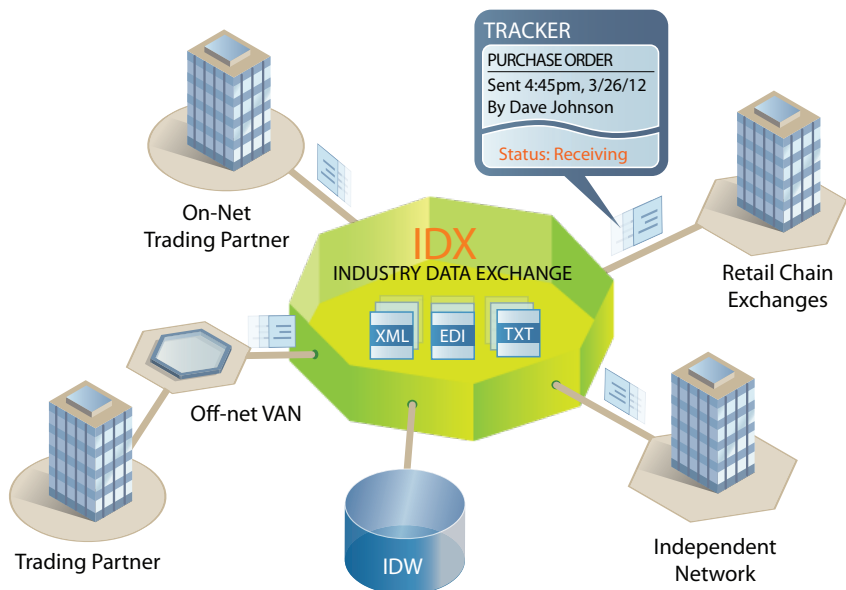 TRACKER
PURCHASE ORDER
Sent 4:45pm, 3/26/12
By Dave Johnson
Status: Receiving
On-Net
Trading Partner
IDX
INDUSTRY DATA EXCHANGE
Retail Chain
Exchanges
XML
EDI
TXT
Off-net VAN
Trading Partner
IDW
Independent
Network